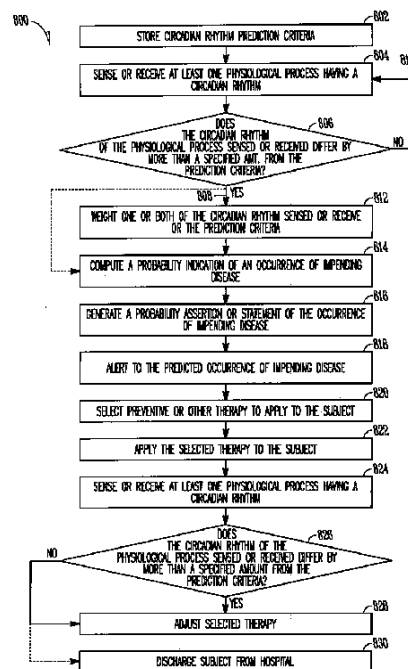 800
802
STORE CIRCADIAN RHYTHM PREDICTION CRITERIA
804
SENSE OR RECEIVE AT LEAST ONE PHYSIOLOGICAL PROCESS HAVING A
CIRCADIAN RHYTHM
806
DOES
THE CIRCADIAN RHYTHM
OF THE PHYSIOLOGICAL PROCESS SENSED OR RECEIVED DIFFER BY
MORE THAN A SPECIFIED AMT. FROM THE
PREDICTION CRITERIA?
NO
808
YES
812
WEIGHT ONE OR BOTH OF THE CIRCADIAN RHYTHM SENSED OR RECEIVE
OR THE PREDICTION CRITERIA
814
COMPUTE A PROBABILITY INDICATION OF AN OCCURRENCE OF IMPENDING
DISEASE
816
GENERATE A PROBABILITY ASSERTION OR STATEMENT OF THE OCCURRENCE
OF IMPENDING DISEASE
818
ALERT TO THE PREDICTED OCCURRENCE OF IMPENDING DISEASE
820
SELECT PREVENTIVE OR OTHER THERAPY TO APPLY TO THE SUBJECT
822
APPLY THE SELECTED THERAPY TO THE SUBJECT
824
SENSE OR RECEIVE AT LEAST ONE PHYSIOLOGICAL PROCESS HAVING A
CIRCADIAN RHYTHM
826
DOES
THE CIRCADIAN RHYTHM OF THE
PHYSIOLOGICAL PROCESS SENSED OR RECEIVED DIFFER BY
MORE THAN A SPECIFIED AMOUNT FROM THE
PREDICTION CRITERIA?
NO
YES
828
ADJUST SELECTED THERAPY
830
DISCHARGE SUBJECT FROM HOSPITAL